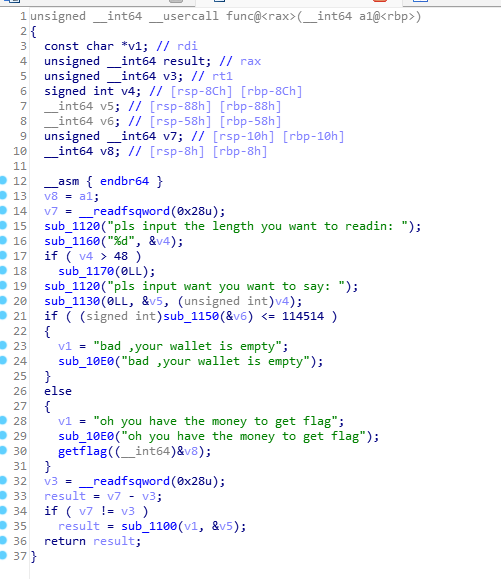 1 unsigned __int64 __usercall func@<rax>(__int64 a1@<rbp>)
2 {
3 const char *v1; // rdi
4 unsigned __int64 result; // rax
5 unsigned __int64 v3; // rt1
6 signed int v4; // [rsp-8Ch] [rbp-8Ch]
7 __int64 v5; // [rsp-88h] [rbp-88h]
8 __int64 v6; // [rsp-58h] [rbp-58h]
9 unsigned __int64 v7; // [rsp-10h] [rbp-10h]
10 __int64 v8; // [rsp-8h] [rbp-8h]
11
12 __asm { endbr64 }
13 v8 = a1;
14 v7 = __readfsqword(0x28u);
15 sub_1120("pls input the length you want to readin: ");
16 sub_1160("%d", &v4);
17 if ( v4 > 48 )
18 sub_1170(0LL);
19 sub_1120("pls input want you want to say: ");
20 sub_1130(0LL, &v5, (unsigned int)v4);
21 if ( (signed int)sub_1150(&v6) <= 114514 )
22 {
23 v1 = "bad ,your wallet is empty";
24 sub_10E0("bad ,your wallet is empty");
25 }
26 else
27 {
28 v1 = "oh you have the money to get flag";
29 sub_10E0("oh you have the money to get flag");
30 getflag((__int64)&v8);
31 }
32 v3 = __readfsqword(0x28u);
33 result = v7 - v3;
34 if ( v7 != v3 )
35 result = sub_1100(v1, &v5);
36 return result;
37 }